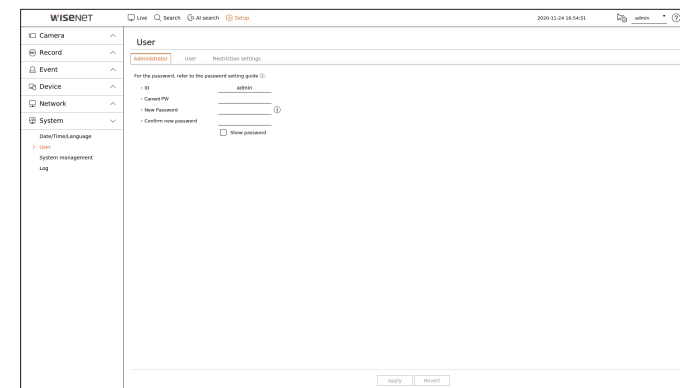 WISENET
Live Search AI search Setup
2020-11-24 16:54:51
admin
Camera
Record
Event
Device
Network
System
Date/Time/Language
User
System management
Log
User
Administrator User Restriction settings
For the password, refer to the password setting guide
ID admin
Current PW
New Password
Confirm new password
Show password
Apply Revert